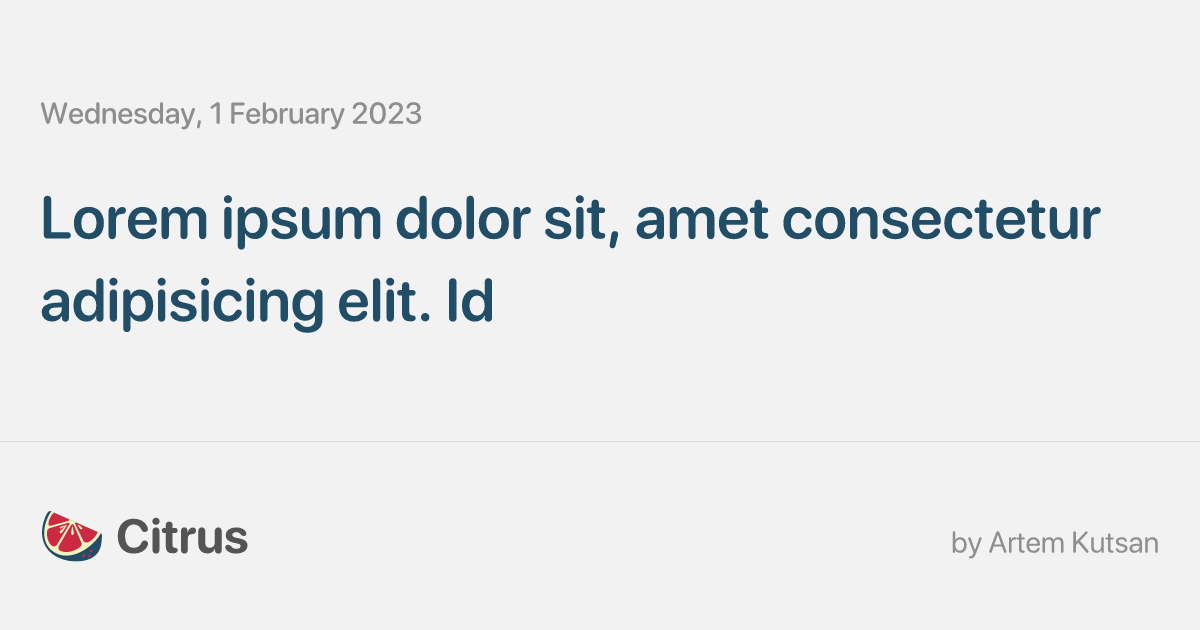 Wednesday, 1 February 2023
Lorem ipsum dolor sit, amet consectetur
adipisicing elit. Id
Citrus
by Artem Kutsan